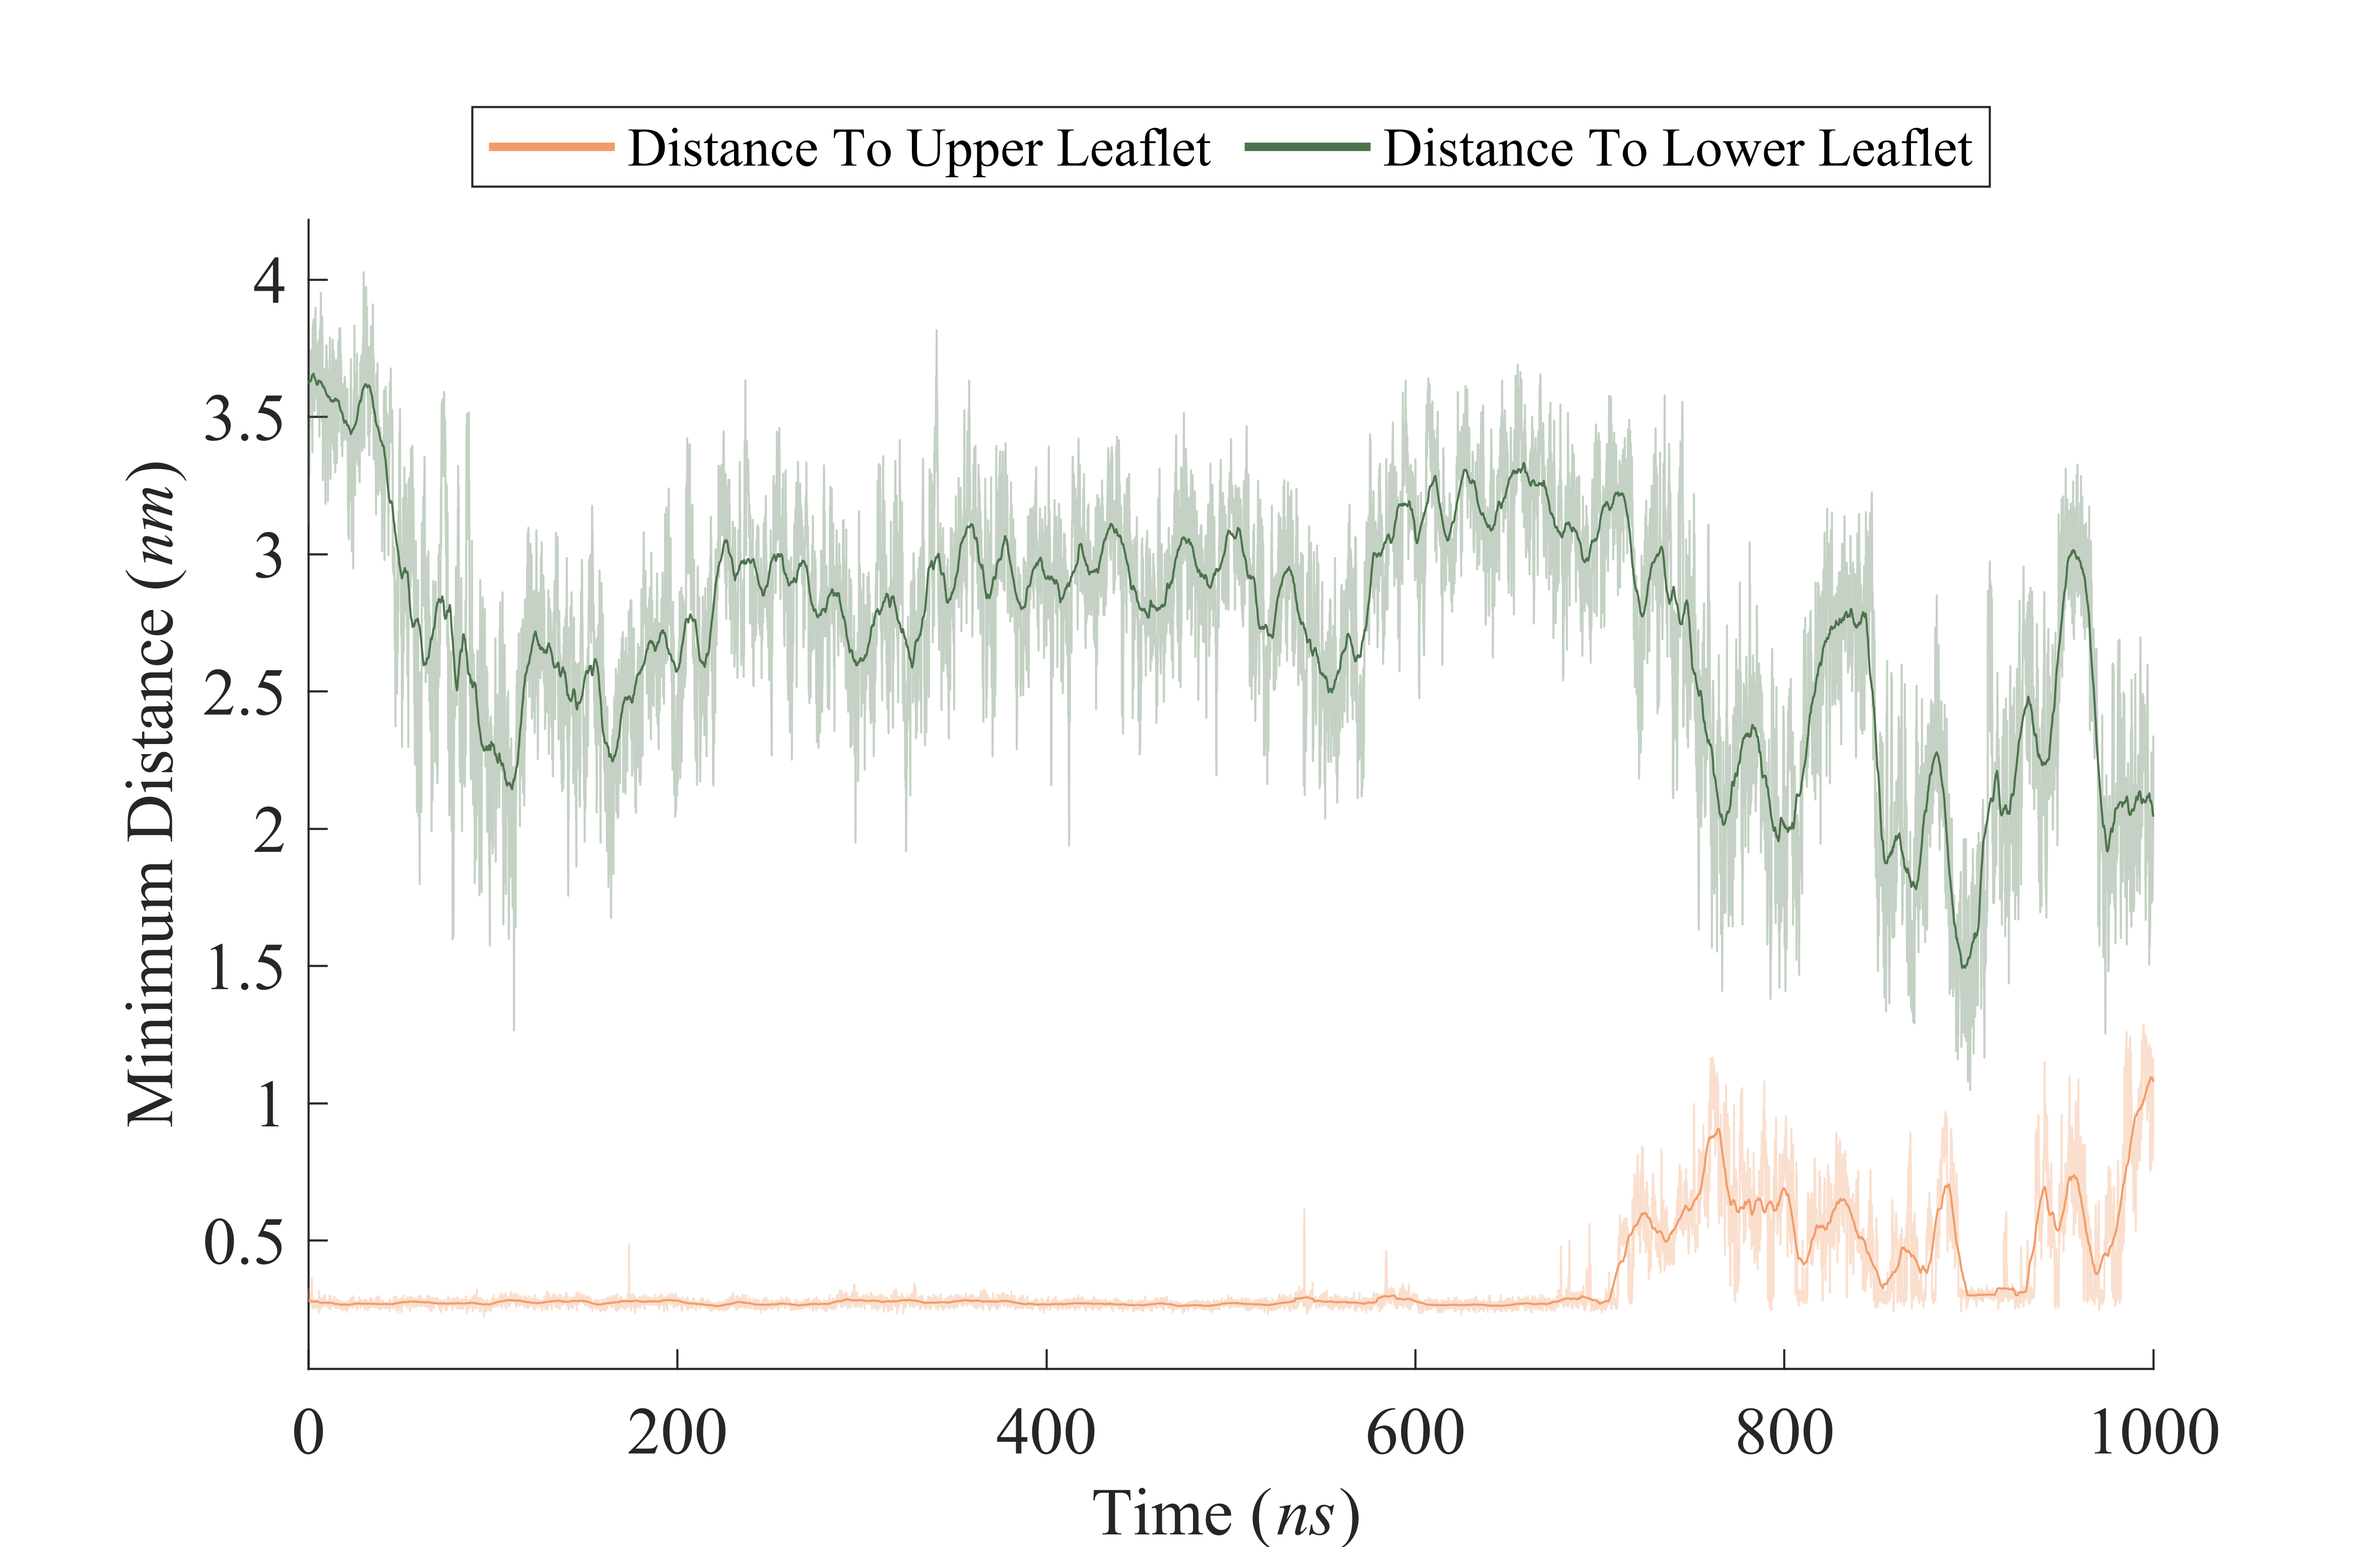 Distance To Upper Leaflet Distance To Lower Leaflet
4
3.5
3
2.5
2
1.5
1
0.5
Minimum Distance (nm)
0 200 400 600 800 1000
Time (ns)